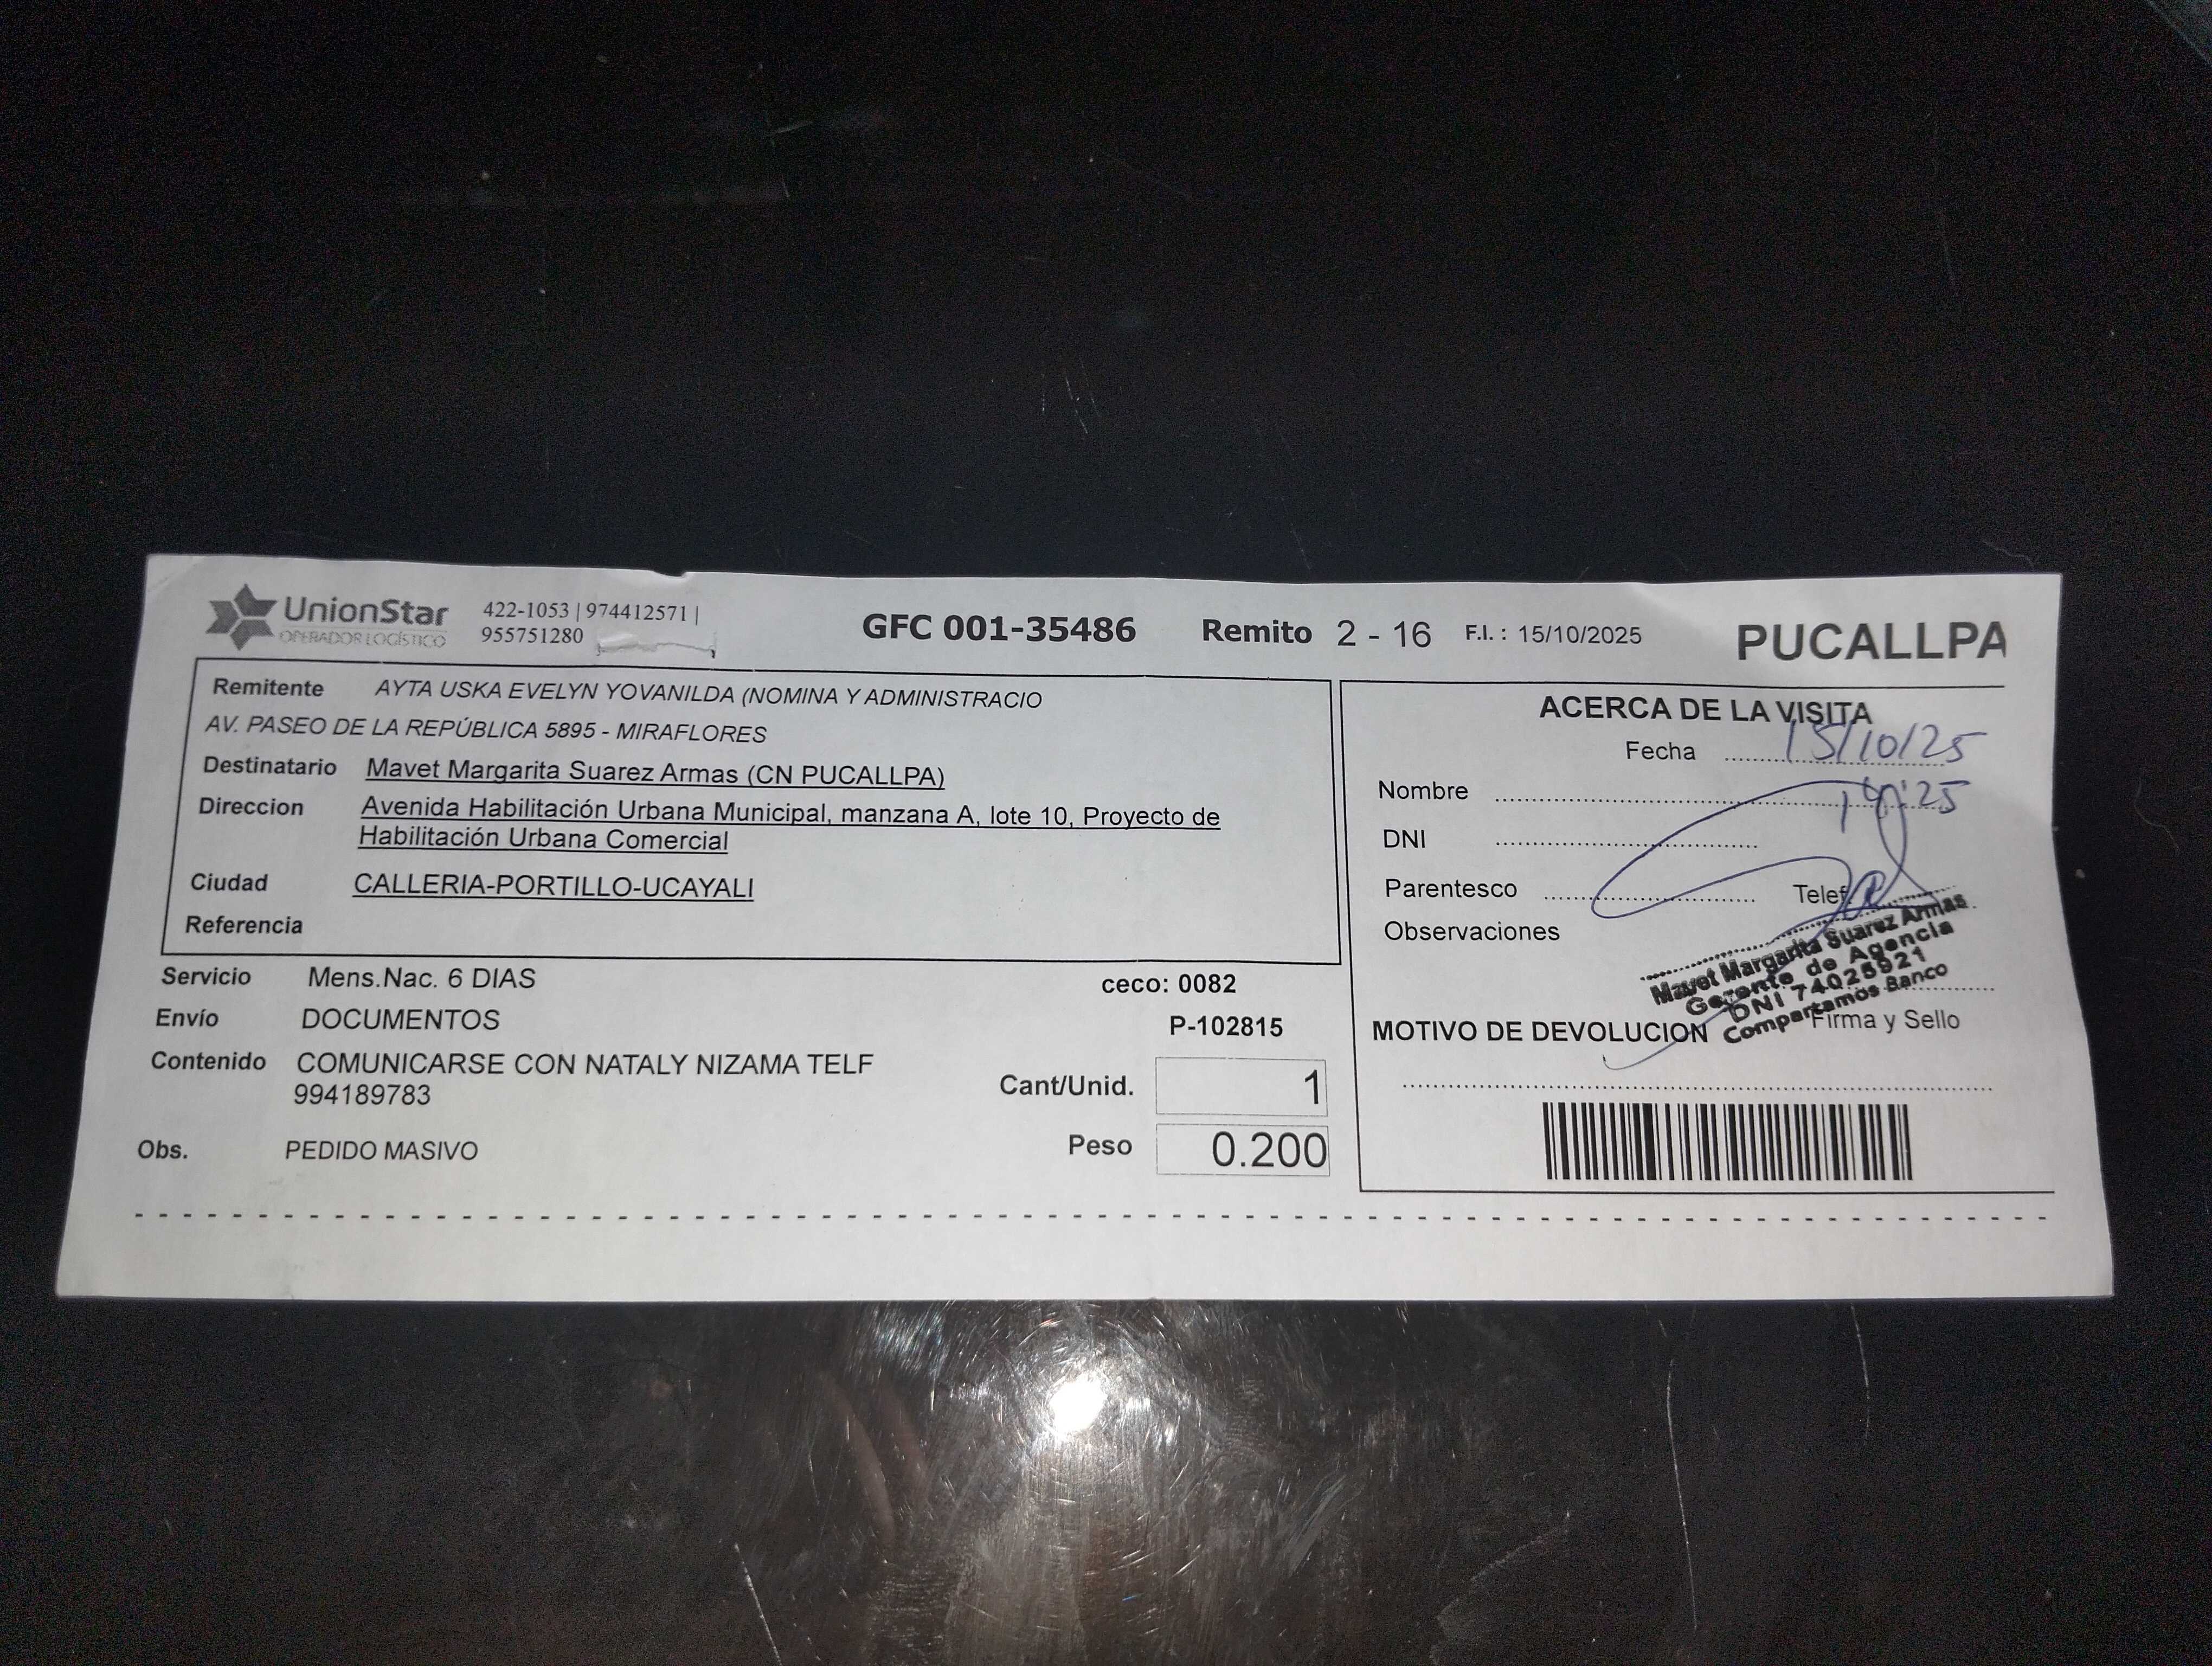 UnionStar
OPERADOR LOGÍSTICO
422-1053 | 974412571 |
955751280
GFC 001-35486
Remito 2 - 16
F.I. : 15/10/2025
PUCALLPA
Remitente AYTA USKA EVELYN YOVANILDA (NOMINA Y ADMINISTRACIO
AV. PASEO DE LA REPÚBLICA 5895 - MIRAFLORES
Destinatario Mavet Margarita Suarez Armas (CN PUCALLPA)
Direccion Avenida Habilitación Urbana Municipal, manzana A, lote 10, Proyecto de
Habilitación Urbana Comercial
Ciudad CALLERIA-PORTILLO-UCAYALI
Referencia
Servicio Mens.Nac. 6 DIAS
ceco: 0082
Envío DOCUMENTOS
P-102815
Contenido COMUNICARSE CON NATALY NIZAMA TELF
994189783
Cant/Unid. 1
Obs. PEDIDO MASIVO
Peso 0.200
ACERCA DE LA VISITA
Fecha 15/10/25
Nombre 14:25
DNI
Parentesco Telef
Observaciones
Mavet Margarita Suarez Armas
Gerente de Agencia
DNI 74025921
Compartamos Banco
MOTIVO DE DEVOLUCION Firma y Sello